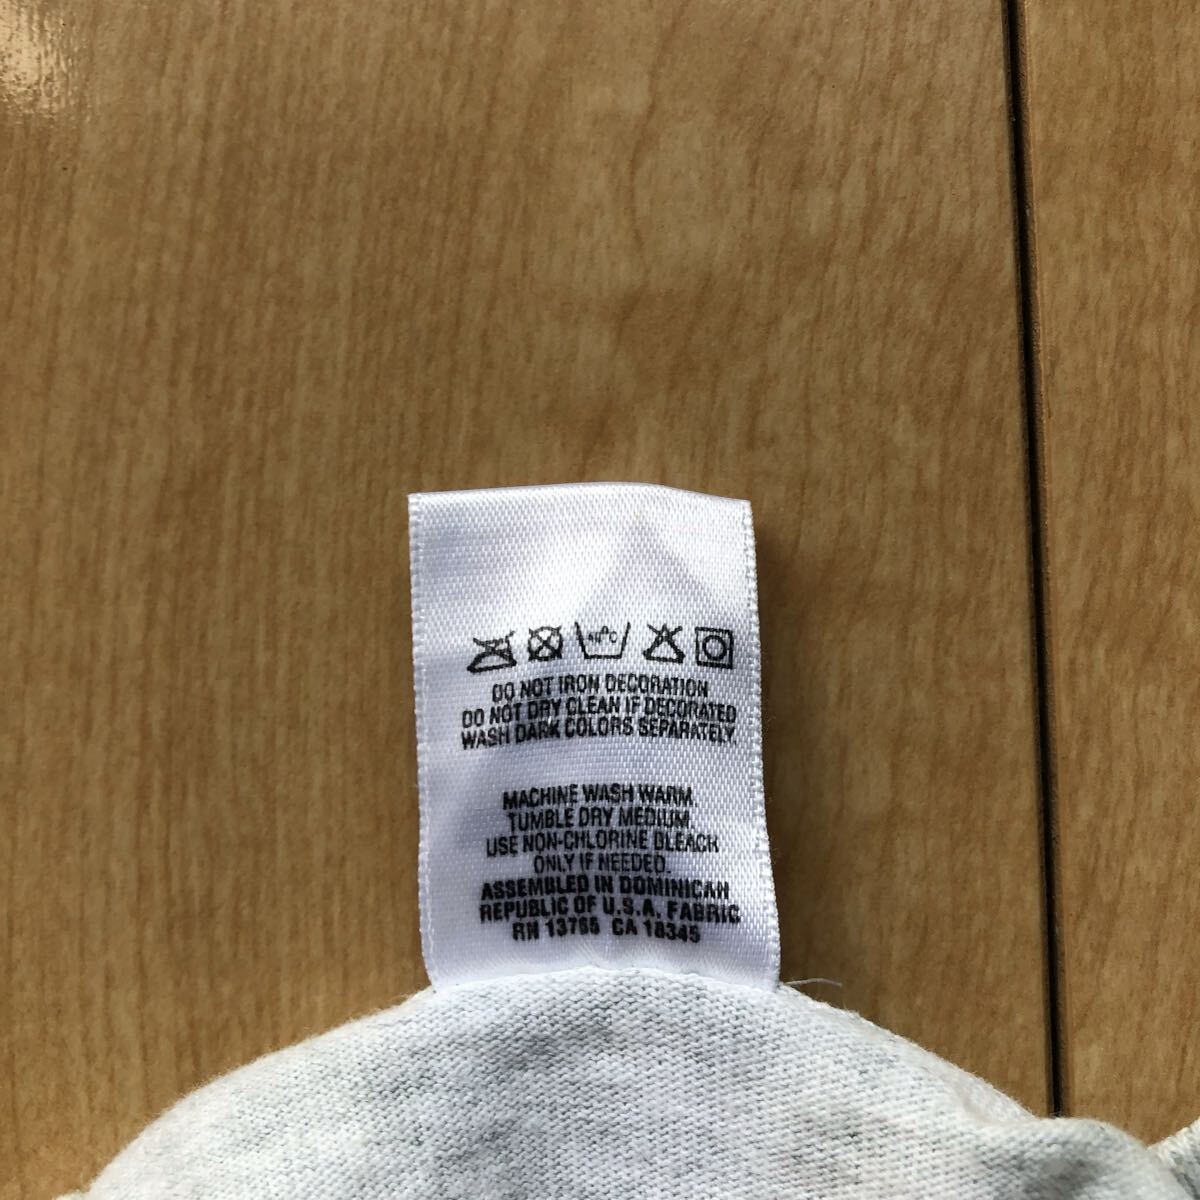 40°C
DO NOT IRON DECORATION
DO NOT DRY CLEAN IF DECORATED
WASH DARK COLORS SEPARATELY.
MACHINE WASH WARM.
TUMBLE DRY MEDIUM.
USE NON-CHLORINE BLEACH
ONLY IF NEEDED.
ASSEMBLED IN DOMINICAN
REPUBLIC OF U.S.A. FABRIC
RN 13765 CA 18345